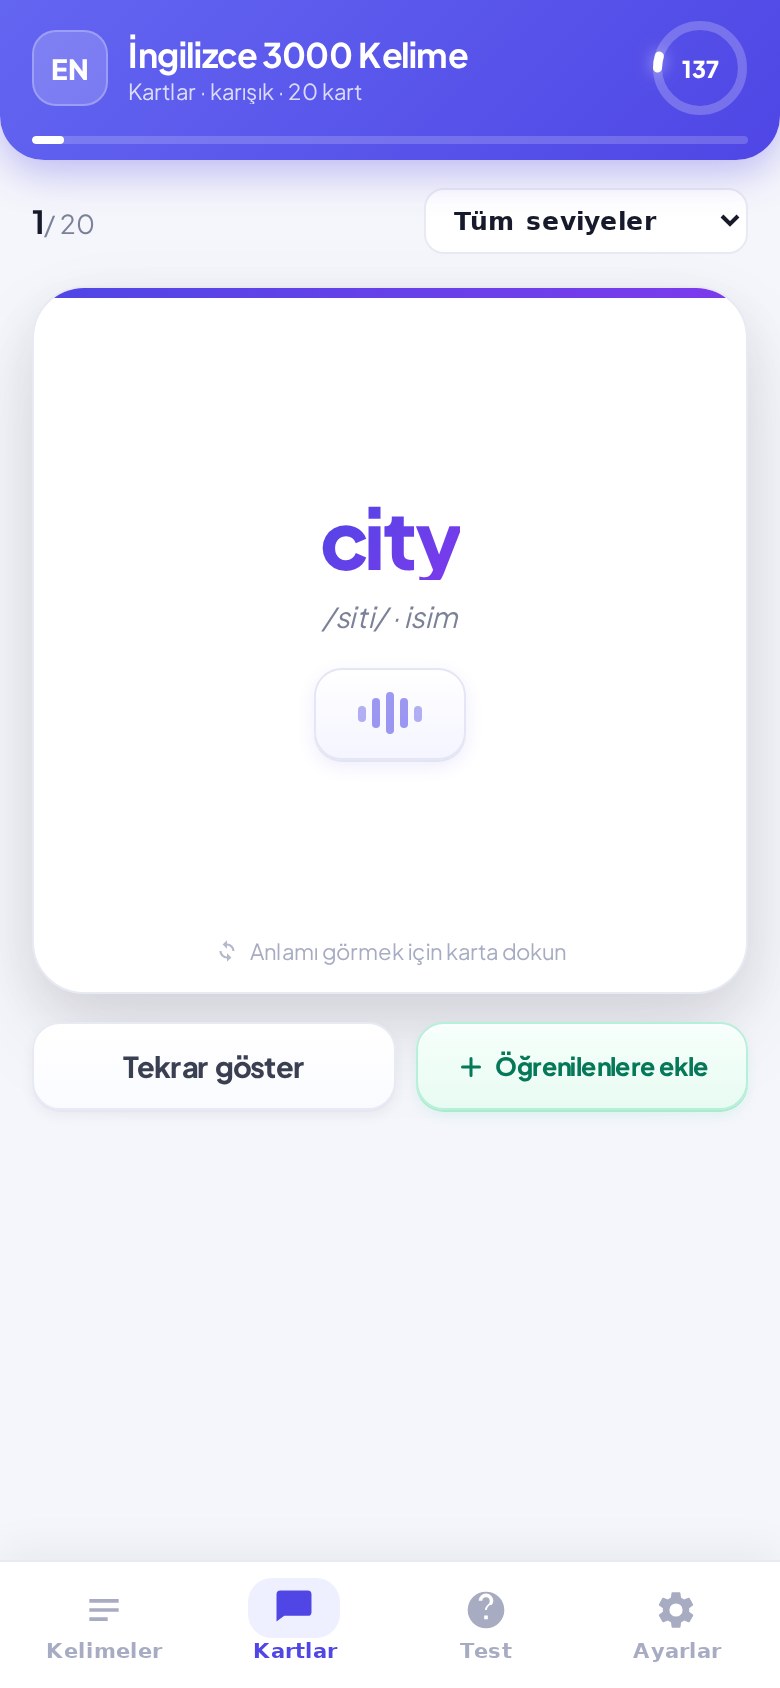 EN
İngilizce 3000 Kelime
Kartlar · karışık · 20 kart
137
1/ 20
Tüm seviyeler
city
/siti/ · isim
Anlamı görmek için karta dokun
Tekrar göster
+ Öğrenilenlere ekle
Kelimeler
Kartlar
Test
Ayarlar